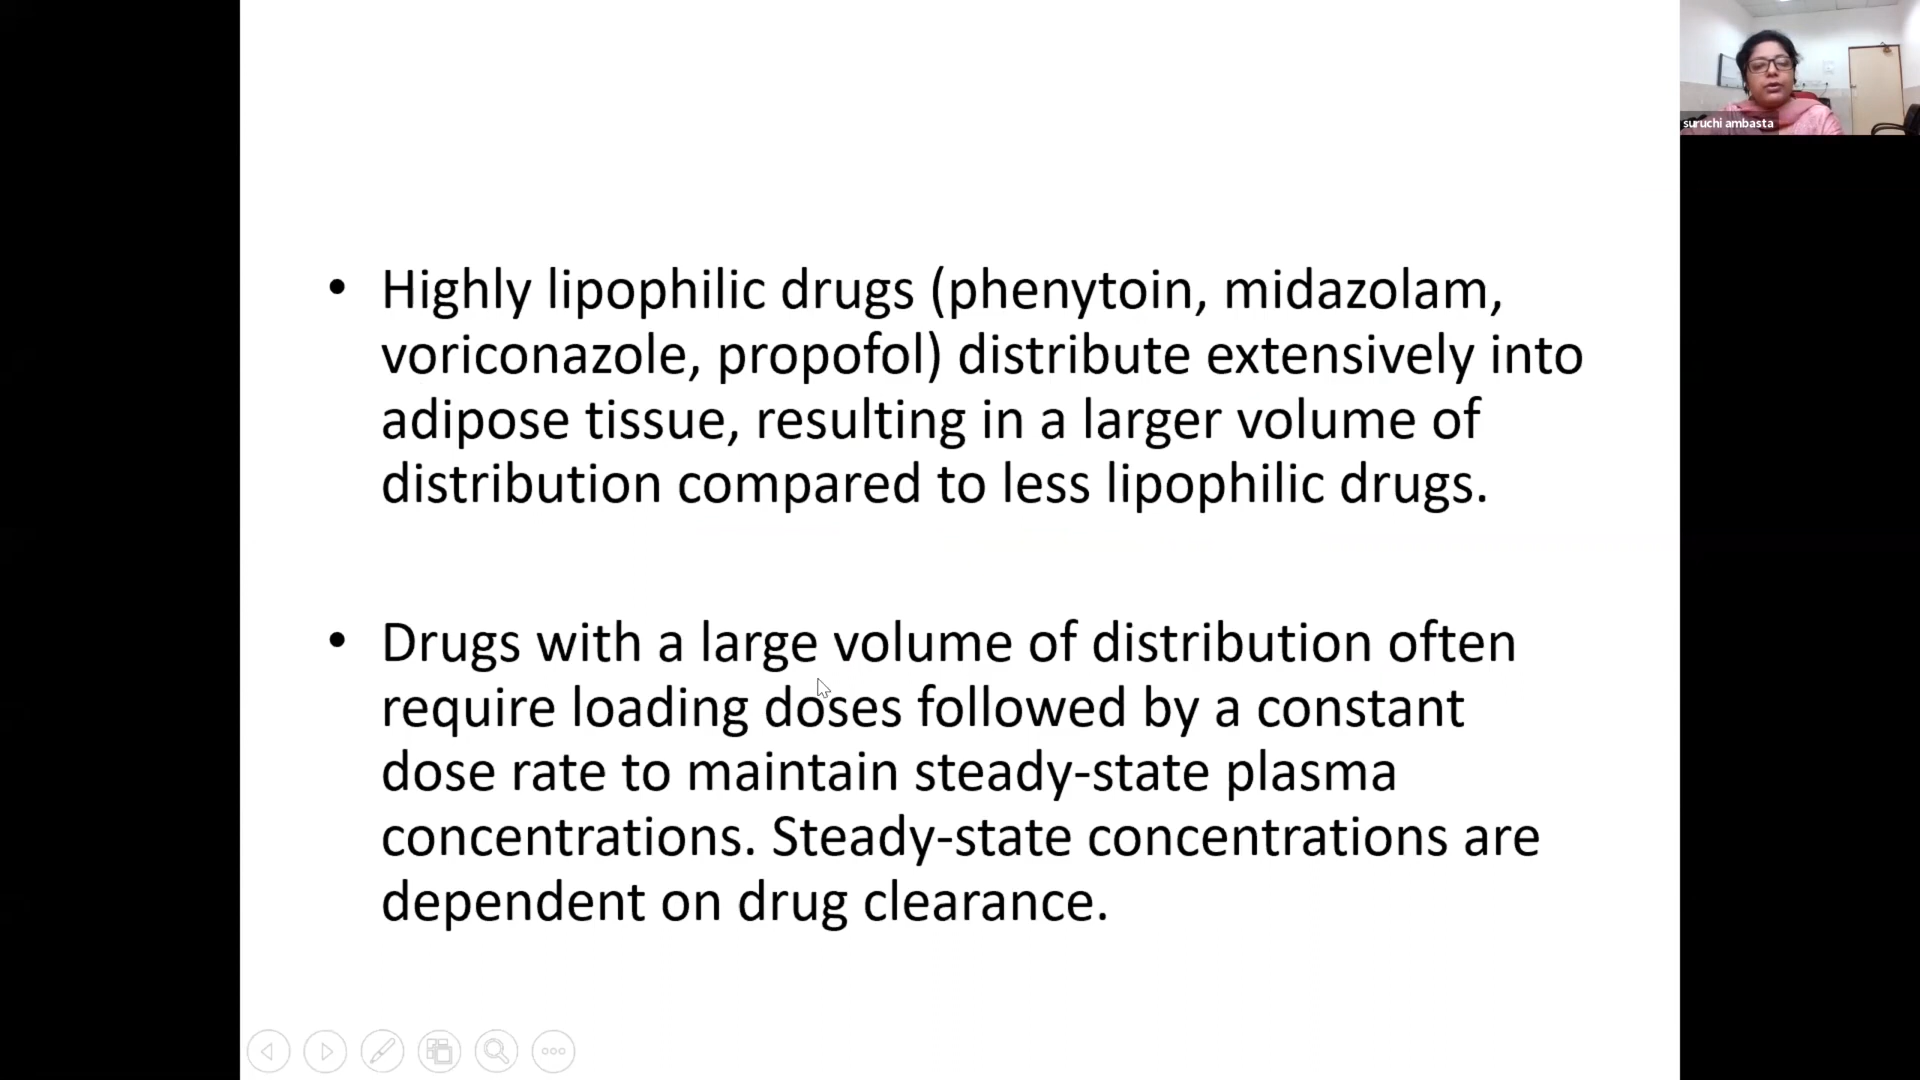 suruchi ambasta
• Highly lipophilic drugs (phenytoin, midazolam,
voriconazole, propofol) distribute extensively into
adipose tissue, resulting in a larger volume of
distribution compared to less lipophilic drugs.
• Drugs with a large volume of distribution often
require loading doses followed by a constant
dose rate to maintain steady-state plasma
concentrations. Steady-state concentrations are
dependent on drug clearance.